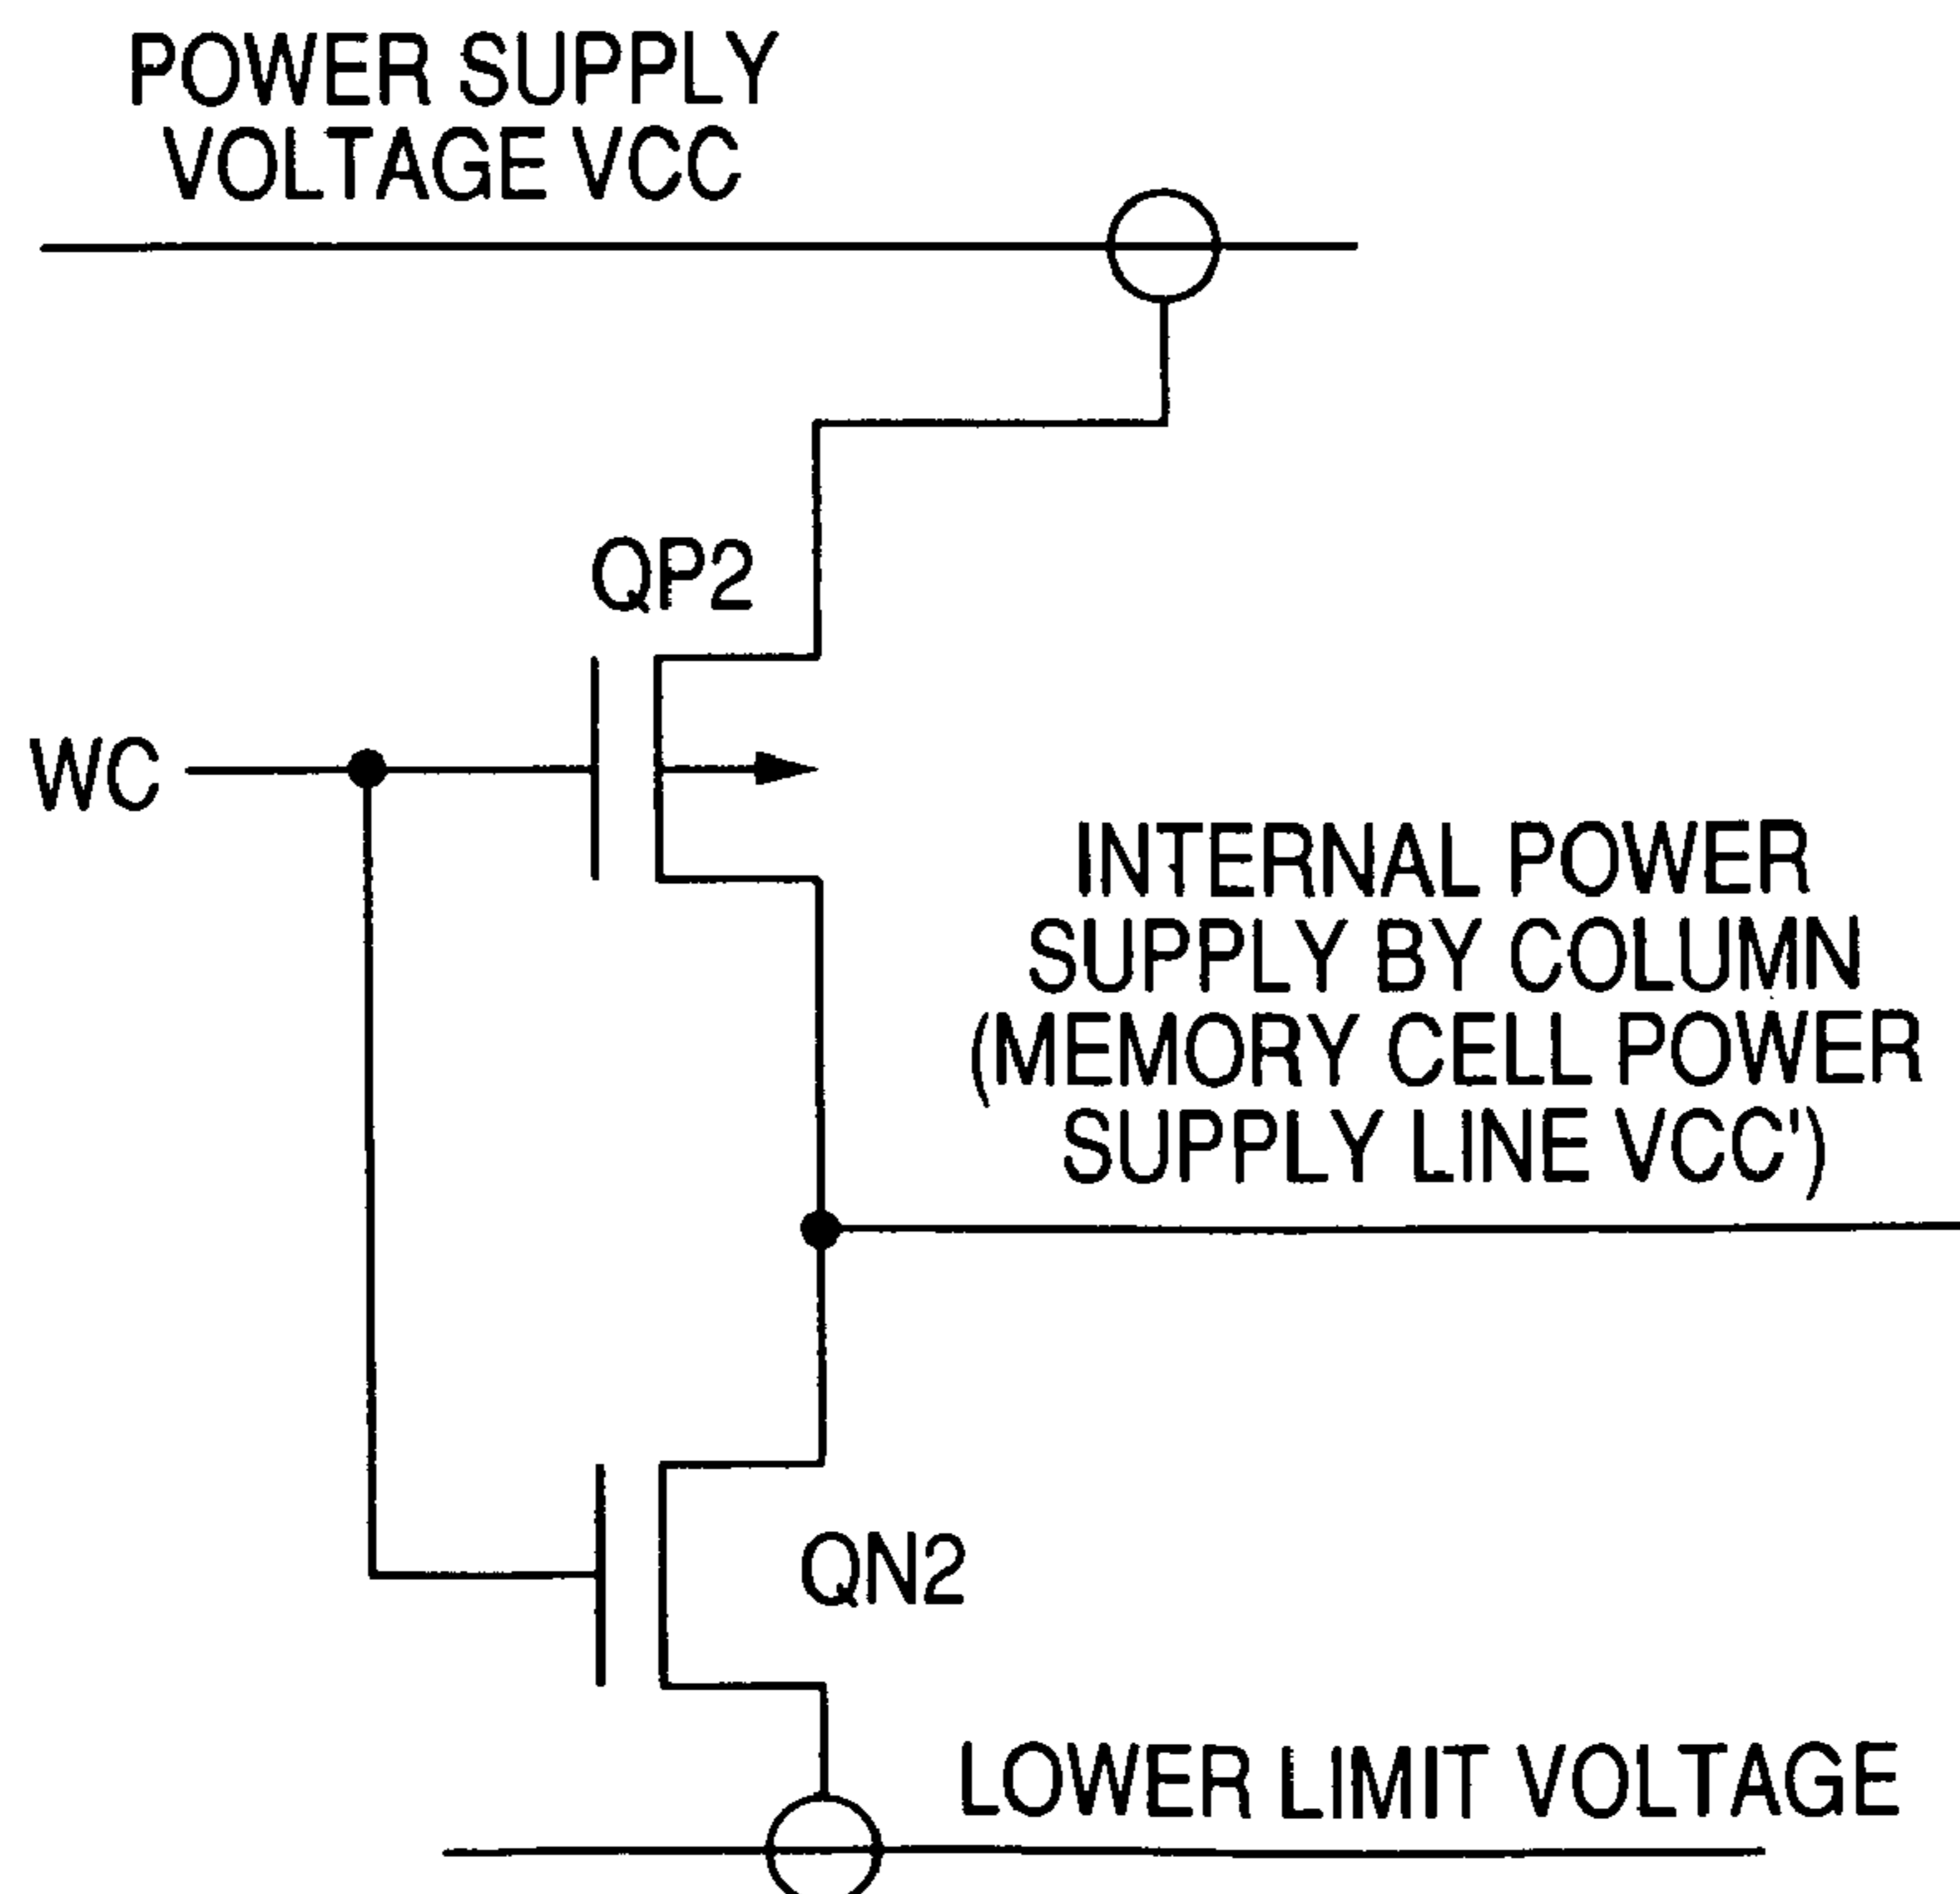 POWER SUPPLY
VOLTAGE VCC
QP2
WC
INTERNAL POWER
SUPPLY BY COLUMN
(MEMORY CELL POWER
SUPPLY LINE VCC')
QN2
LOWER LIMIT VOLTAGE